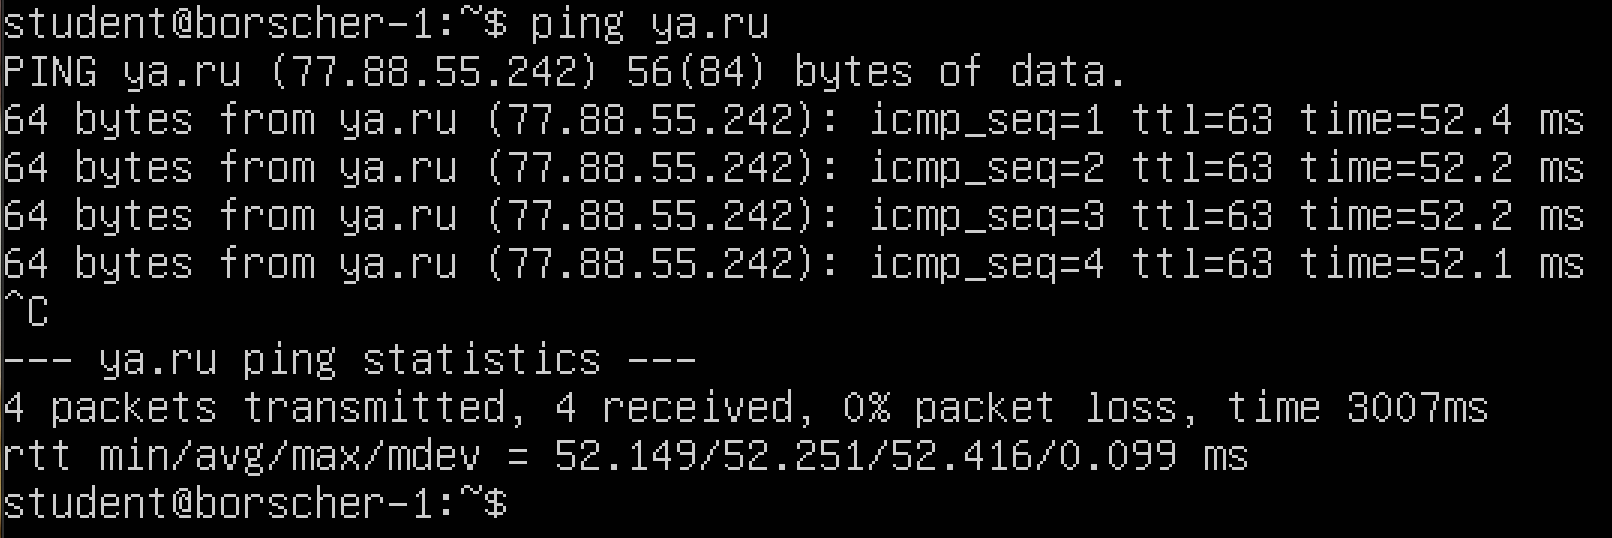 student@borscher-1:~$ ping ya.ru
PING ya.ru (77.88.55.242) 56(84) bytes of data.
64 bytes from ya.ru (77.88.55.242): icmp_seq=1 ttl=63 time=52.4 ms
64 bytes from ya.ru (77.88.55.242): icmp_seq=2 ttl=63 time=52.2 ms
64 bytes from ya.ru (77.88.55.242): icmp_seq=3 ttl=63 time=52.2 ms
64 bytes from ya.ru (77.88.55.242): icmp_seq=4 ttl=63 time=52.1 ms
^C
--- ya.ru ping statistics ---
4 packets transmitted, 4 received, 0% packet loss, time 3007ms
rtt min/avg/max/mdev = 52.149/52.251/52.416/0.099 ms
student@borscher-1:~$